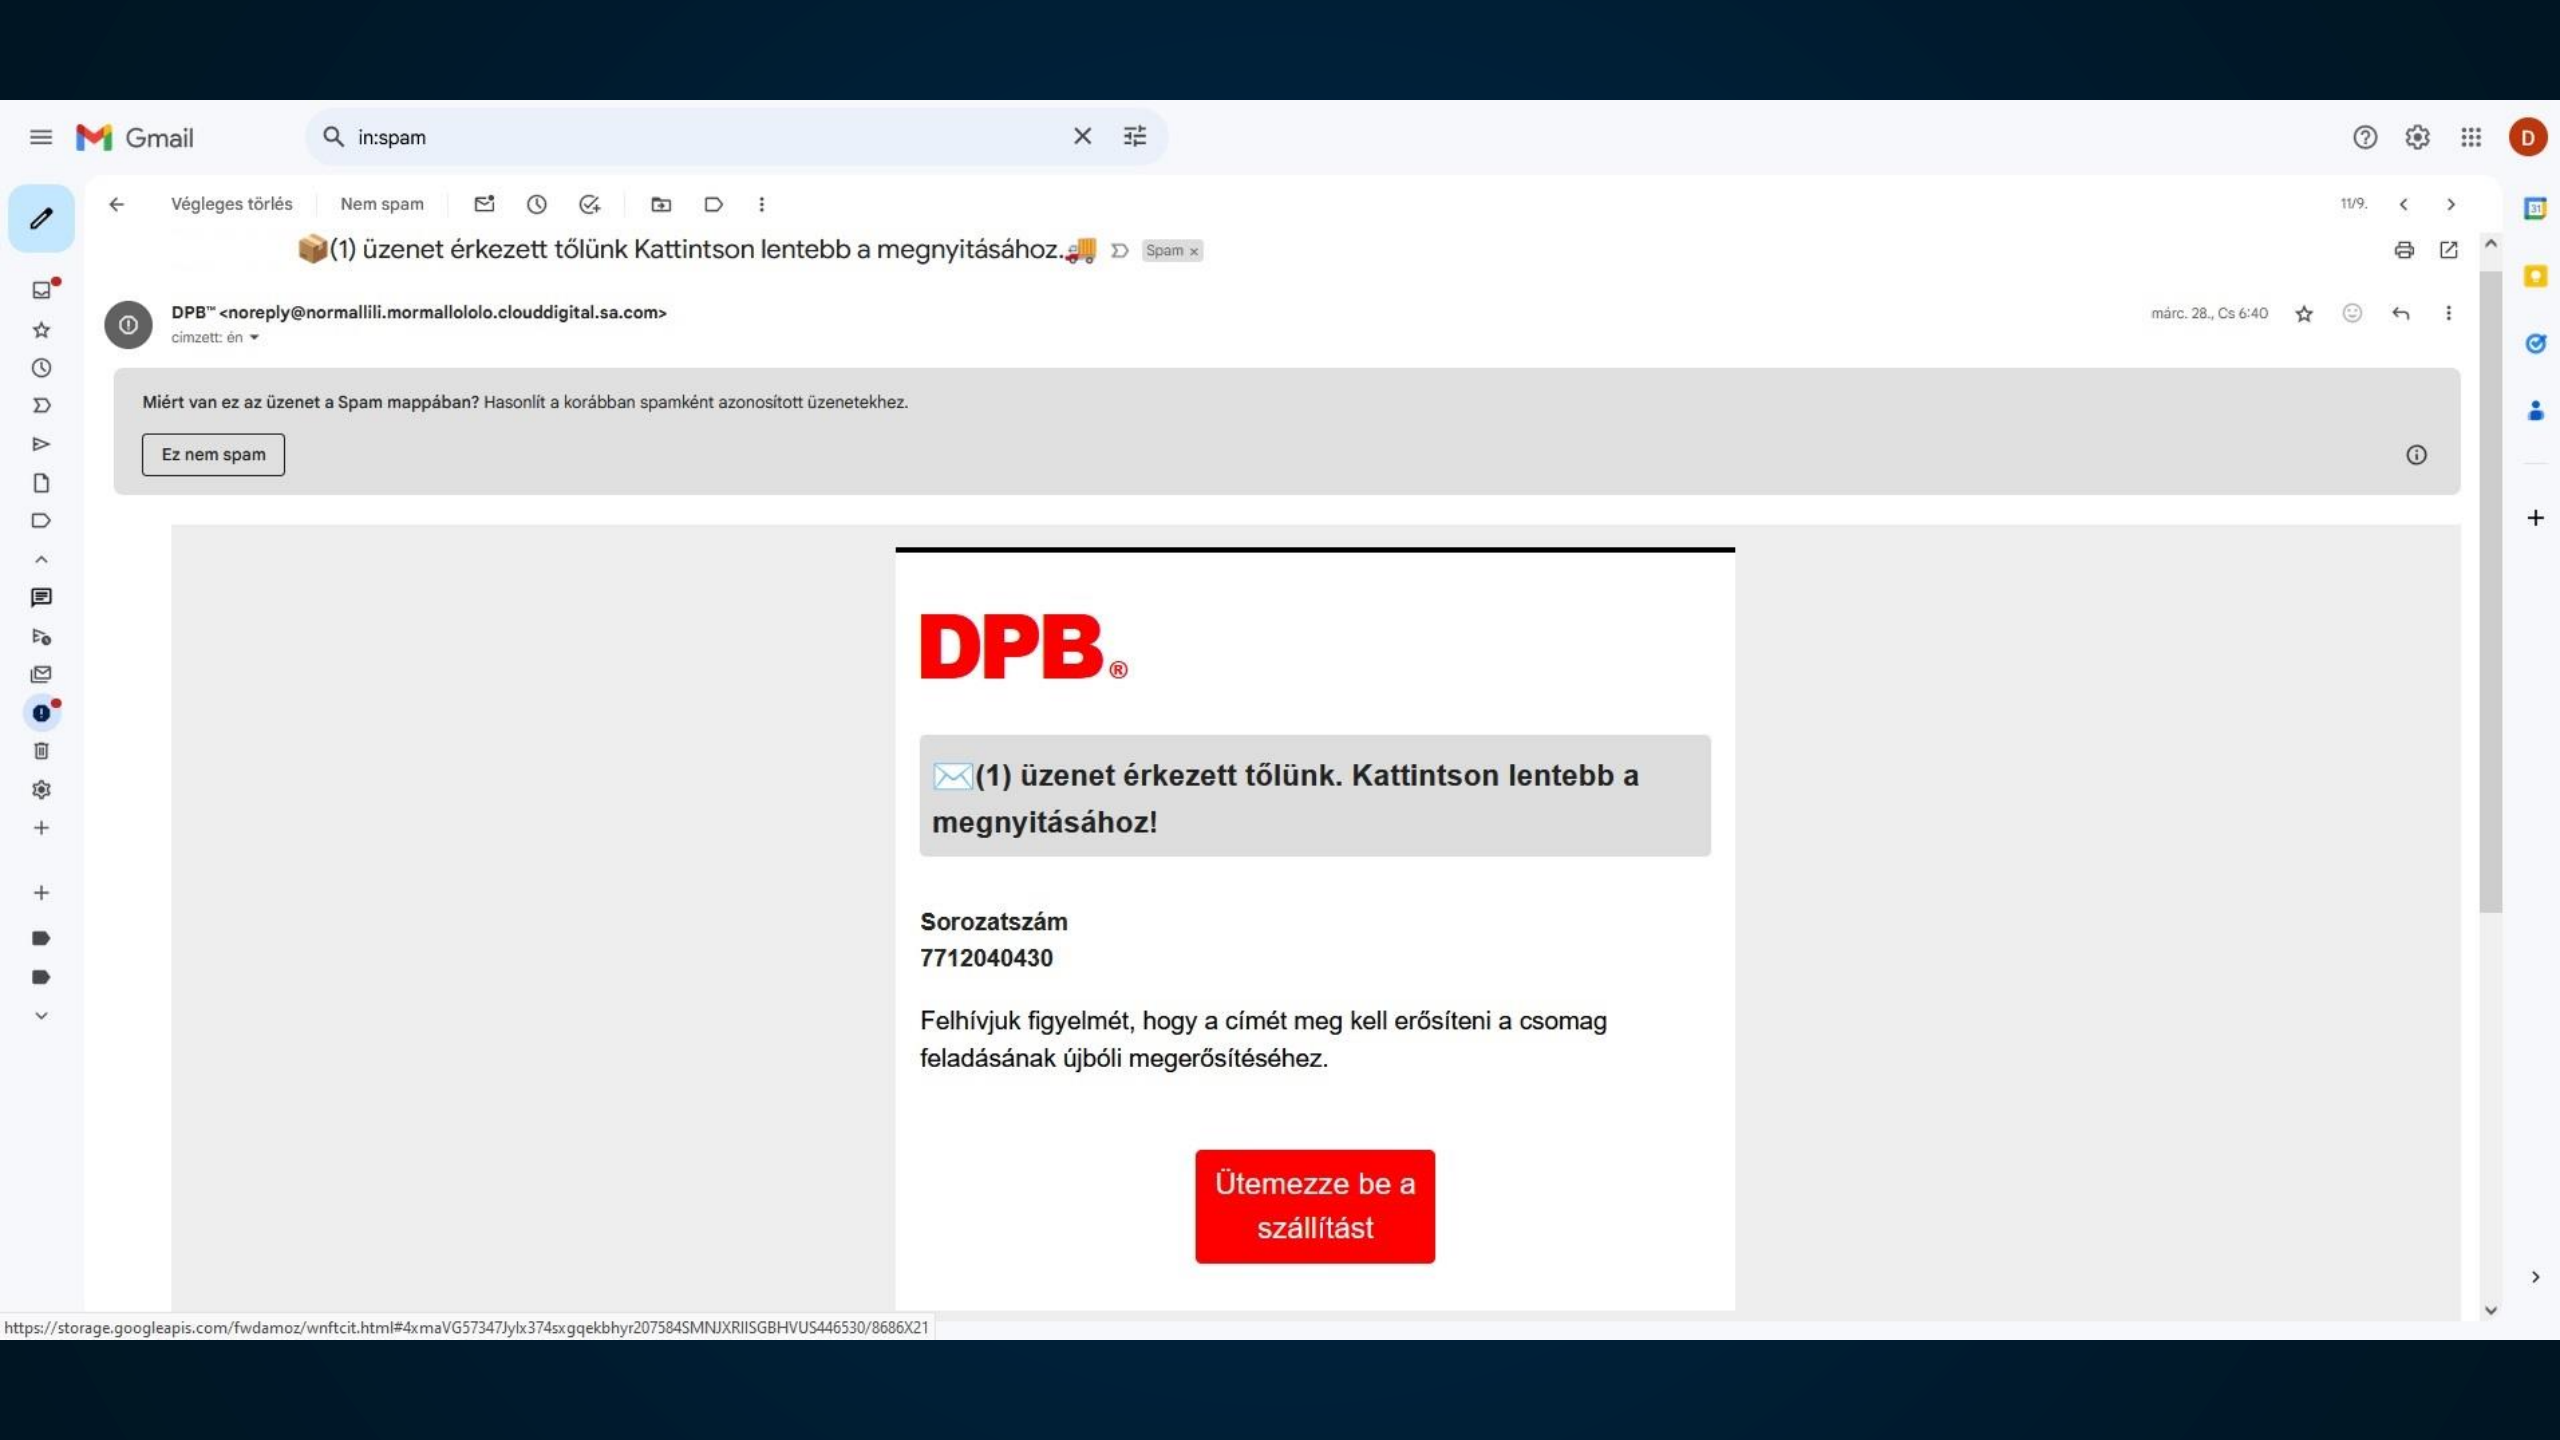 Gmail
in:spam
D
Végleges törlés
Nem spam
11/9.
📦(1) üzenet érkezett tőlünk Kattintson lentebb a megnyitásához.🚚
Spam x
DPB™ <noreply@normallili.mormallololo.clouddigital.sa.com>
márc. 28., Cs 6:40
címzett: én
Miért van ez az üzenet a Spam mappában? Hasonlít a korábban spamként azonosított üzenetekhez.
Ez nem spam
31
DPB®
✉️(1) üzenet érkezett tőlünk. Kattintson lentebb a
megnyitásához!
Sorozatszám
7712040430
Felhívjuk figyelmét, hogy a címét meg kell erősíteni a csomag
feladásának újbóli megerősítéséhez.
Ütemezze be a
szállítást
https://storage.googleapis.com/fwdamoz/wnftcit.html#4xmaVG57347Jylx374sxgqekbhyr207584SMNJXRIISGBHVUS446530/8686X21